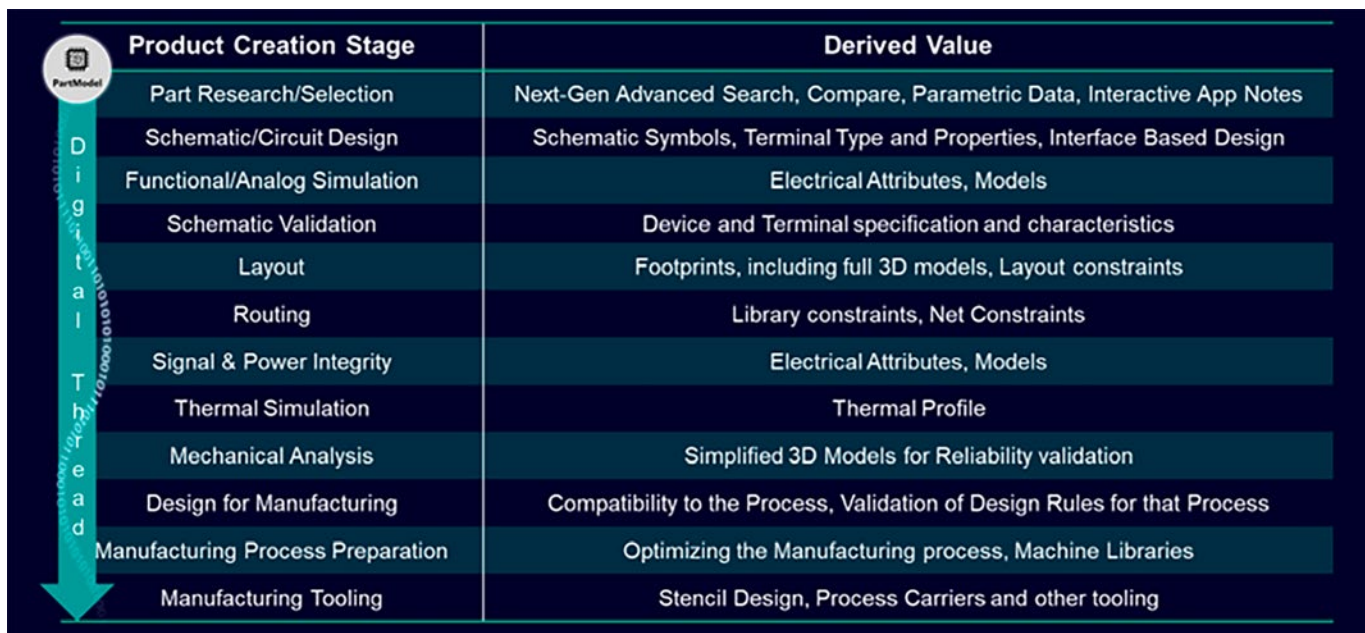 Product Creation Stage Derived Value
PartModel
Part Research/Selection Next-Gen Advanced Search, Compare, Parametric Data, Interactive App Notes
Schematic/Circuit Design Schematic Symbols, Terminal Type and Properties, Interface Based Design
Functional/Analog Simulation Electrical Attributes, Models
Schematic Validation Device and Terminal specification and characteristics
Layout Footprints, including full 3D models, Layout constraints
Routing Library constraints, Net Constraints
Signal & Power Integrity Electrical Attributes, Models
Thermal Simulation Thermal Profile
Mechanical Analysis Simplified 3D Models for Reliability validation
Design for Manufacturing Compatibility to the Process, Validation of Design Rules for that Process
Manufacturing Process Preparation Optimizing the Manufacturing process, Machine Libraries
Manufacturing Tooling Stencil Design, Process Carriers and other tooling
Digital Thread